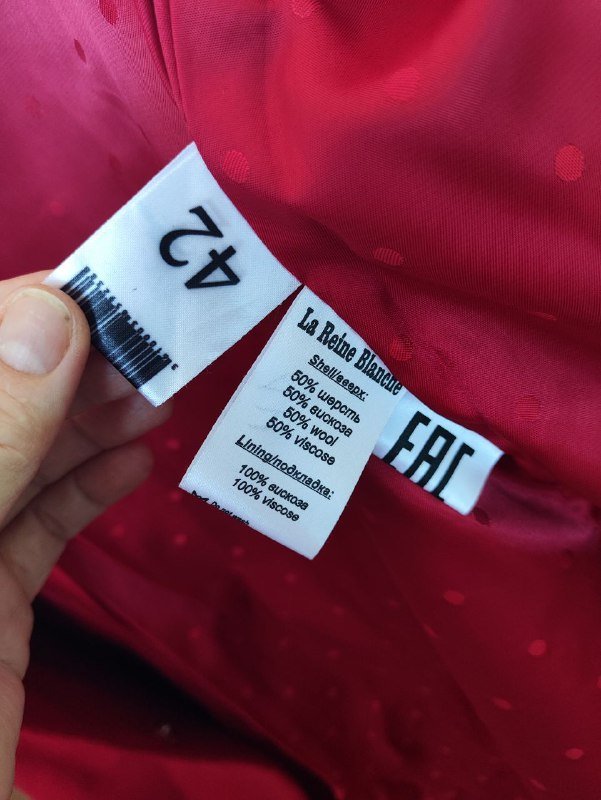 42
La Reine Blanche
Shell/верх:
50% шерсть
50% вискоза
50% wool
50% viscose
Lining/подкладка:
100% вискоза
100% viscose
EAC